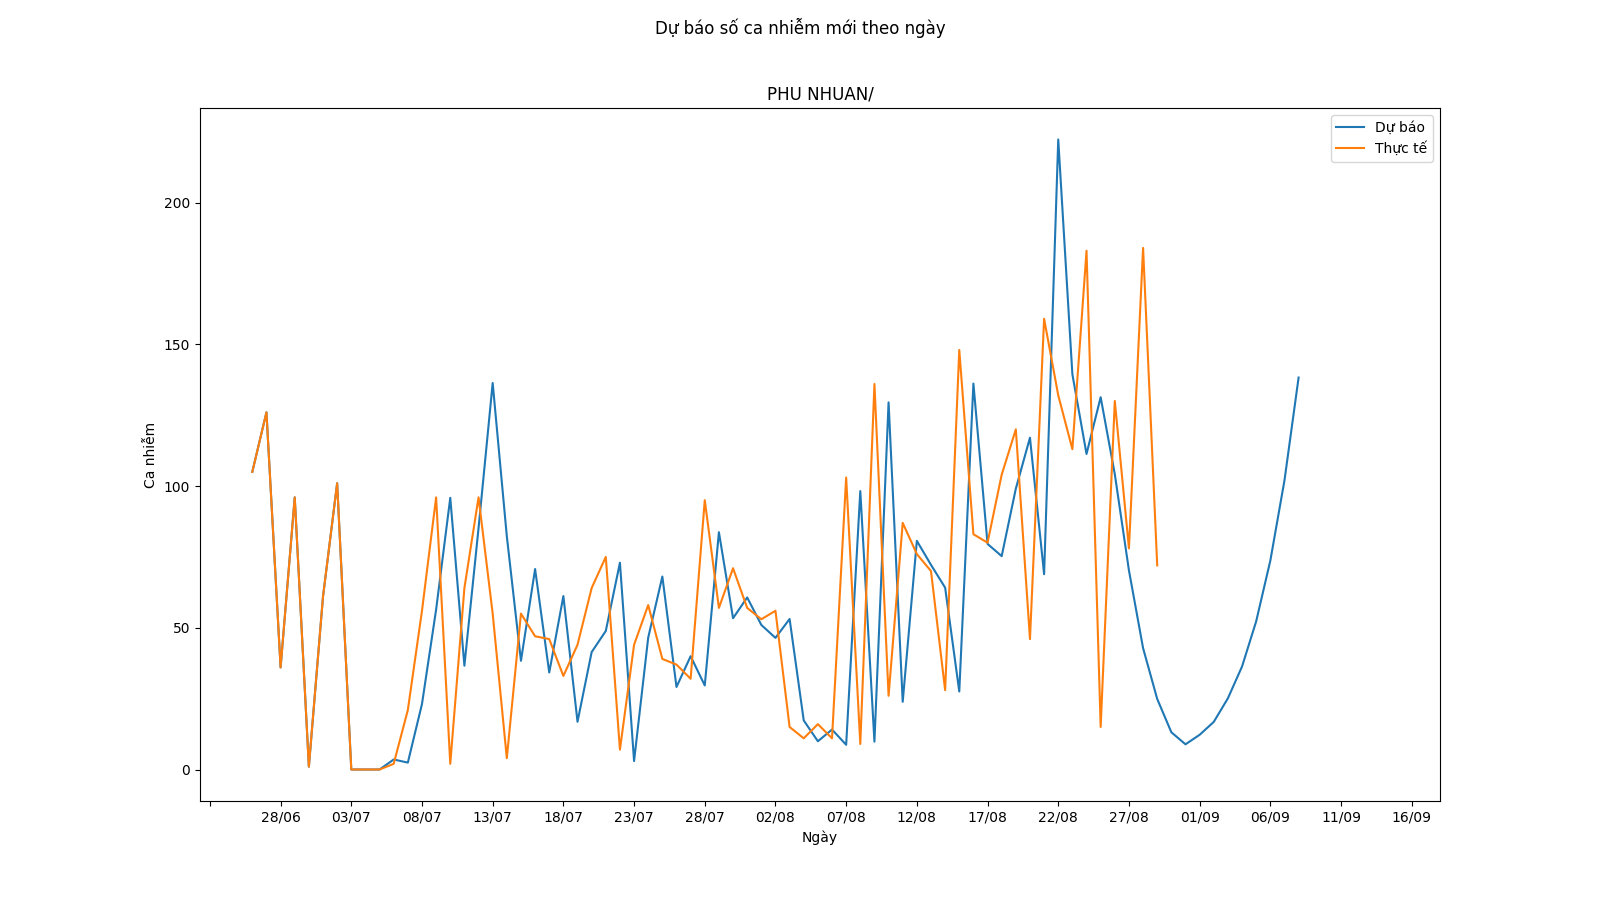 Dự báo số ca nhiễm mới theo ngày
PHU NHUAN/
Dự báo
Thực tế
Ca nhiễm
200
150
100
50
0
28/06 03/07 08/07 13/07 18/07 23/07 28/07 02/08 07/08 12/08 17/08 22/08 27/08 01/09 06/09 11/09 16/09
Ngày